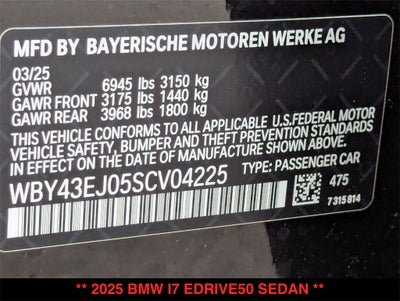 MFD BY BAYERISCHE MOTOREN WERKE AG
03/25
GVWR 6945 lbs 3150 kg
GAWR FRONT 3175 lbs 1440 kg
GAWR REAR 3968 lbs 1800 kg
THIS VEHICLE CONFORMS TO ALL APPLICABLE U.S.FEDERAL MOTOR
VEHICLE SAFETY, BUMPER AND THEFT PREVENTION STANDARDS
IN EFFECT ON THE DATE OF MANUFACTURE SHOWN ABOVE.
WBY43EJ05SCV04225 TYPE: PASSENGER CAR
475
7 315 814
** 2025 BMW I7 EDRIVE50 SEDAN **